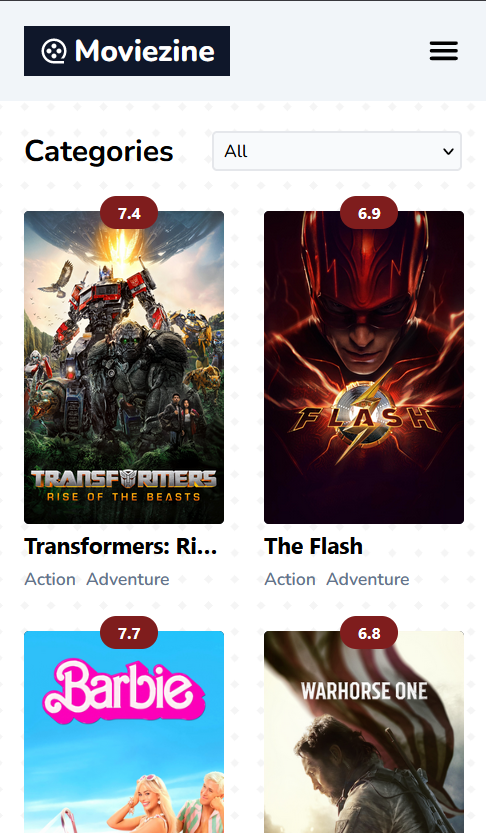 Moviezine
Categories
All
7.4
6.9
TRANSFORMERS
RISE OF THE BEASTS
FLASH
Transformers: Ri...
The Flash
Action Adventure
Action Adventure
7.7
6.8
Barbie
WARHORSE ONE